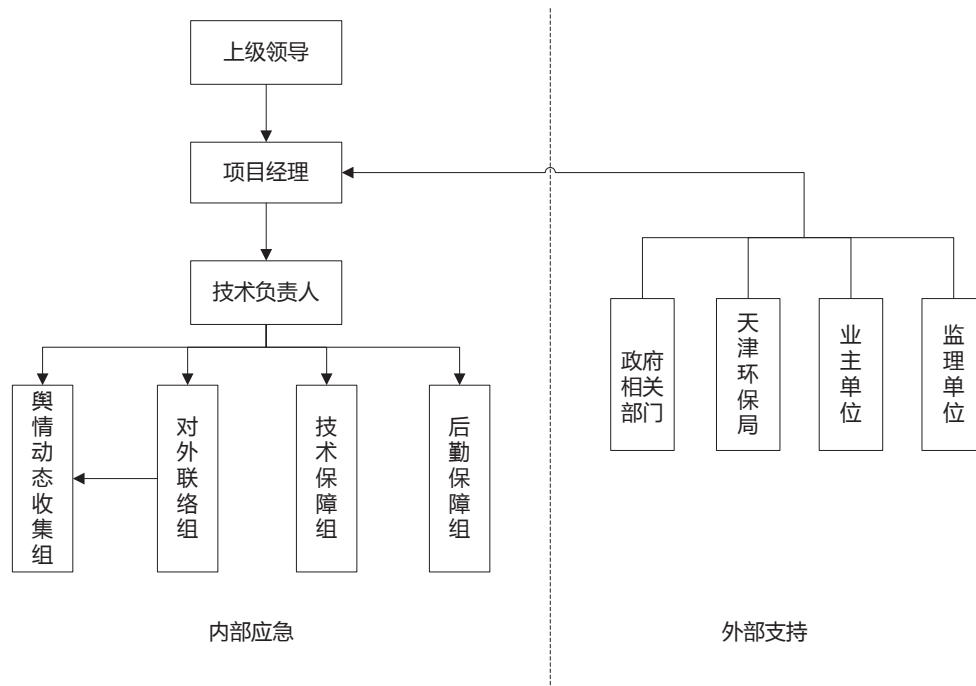 上级领导
项目经理
技术负责人
舆情动态收集组
对外联络组
技术保障组
后勤保障组
政府
相关
部门
天津环保局
业主单位
监理单位
内部应急
外部支持